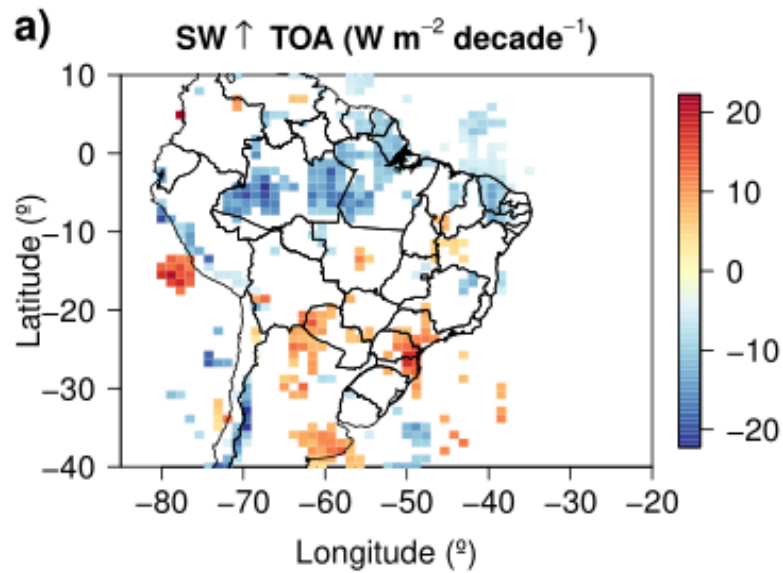 a)
SW ↑ TOA (W m⁻² decade⁻¹)
10
0
−10
−20
−30
−40
Latitude (º)
−80 −70 −60 −50 −40 −30 −20
Longitude (º)
20
10
0
−10
−20